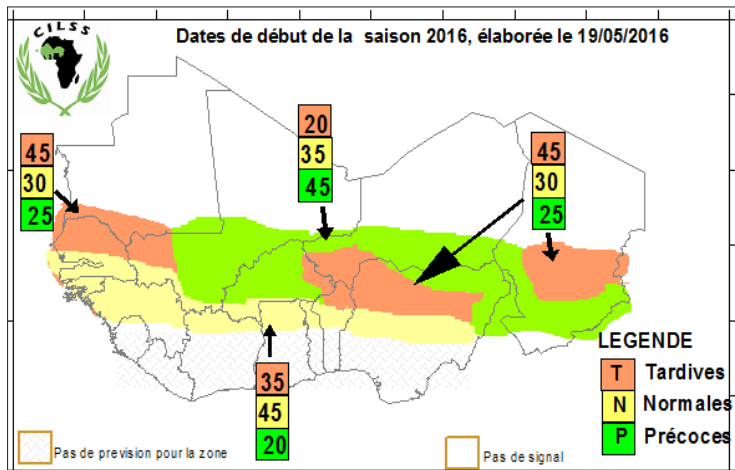 CILSS
Dates de début de la saison 2016, élaborée le 19/05/2016
45
30
25
20
35
45
45
30
25
35
45
20
LEGENDE
T Tardives
N Normales
P Précoces
Pas de prevision pour la zone
Pas de signal